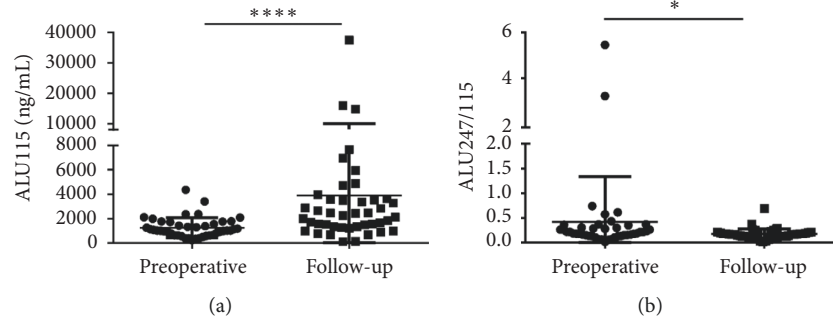 ****
ALU115 (ng/mL)
40000
30000
20000
10000
8000
6000
4000
2000
0
Preoperative
Follow-up
(a)
*
ALU247/115
6
4
2
2.0
1.5
1.0
0.5
0.0
Preoperative
Follow-up
(b)